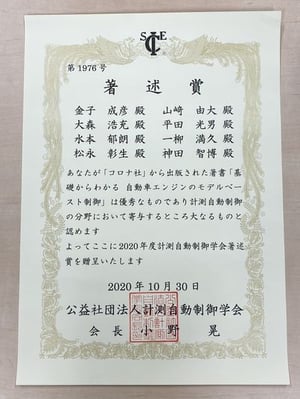 SICE
第1976号
著述賞
金子 成彦 殿 山崎 由大 殿
大森 浩充 殿 平田 光男 殿
水本 郁朗 殿 一柳 満久 殿
松永 彰生 殿 神田 智博 殿
あなたが「コロナ社」から出版された著書「基
礎からわかる 自動車エンジンのモデルベー
スト制御」は優秀なものであり計測自動制御
の分野において寄与するところ大なるものと
認めます
よってここに2020年度計測自動制御学会著述
賞を贈呈いたします
2020年10月30日
公益社団法人計測自動制御学会
会長 小野 晃